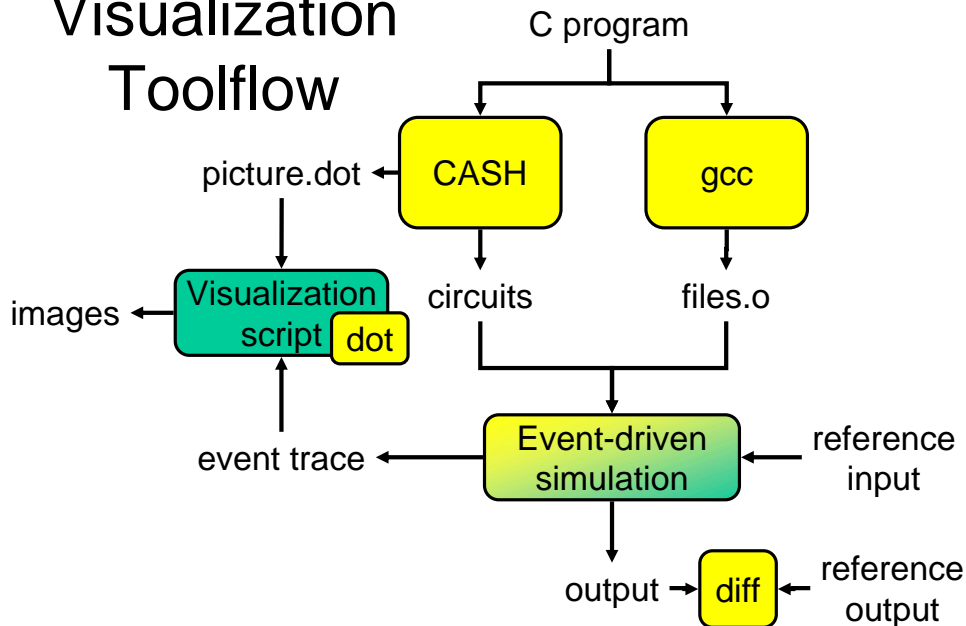 Visualization
Toolflow
C program
CASH
gcc
picture.dot
circuits
files.o
Visualization
script
dot
images
event trace
Event-driven
simulation
reference
input
output
diff
reference
output